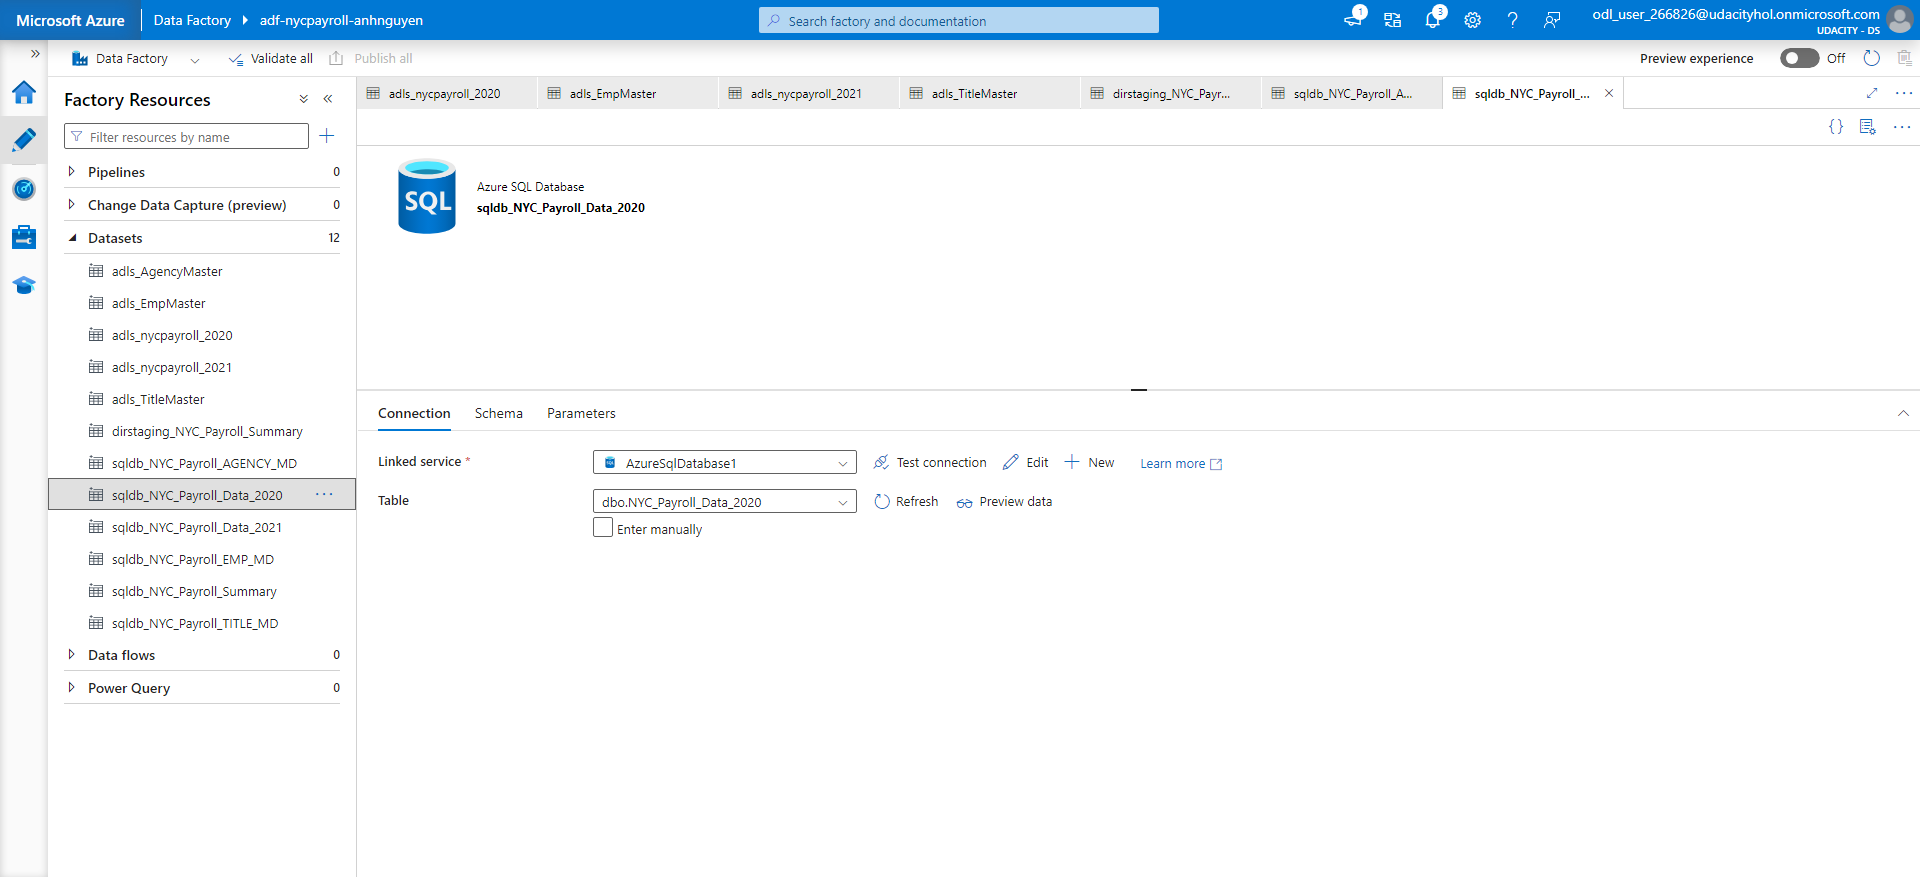 Microsoft Azure
Data Factory
adf-nycpayroll-anhnguyen
Search factory and documentation
1
3
odl_user_266826@udacityhol.onmicrosoft.com
UDACITY - DS
Data Factory
Validate all
Publish all
Preview experience
Off
Factory Resources
Filter resources by name
Pipelines 0
Change Data Capture (preview) 0
Datasets 12
adls_AgencyMaster
adls_EmpMaster
adls_nycpayroll_2020
adls_nycpayroll_2021
adls_TitleMaster
dirstaging_NYC_Payroll_Summary
sqldb_NYC_Payroll_AGENCY_MD
sqldb_NYC_Payroll_Data_2020 ...
sqldb_NYC_Payroll_Data_2021
sqldb_NYC_Payroll_EMP_MD
sqldb_NYC_Payroll_Summary
sqldb_NYC_Payroll_TITLE_MD
Data flows 0
Power Query 0
adls_nycpayroll_2020
adls_EmpMaster
adls_nycpayroll_2021
adls_TitleMaster
dirstaging_NYC_Payr...
sqldb_NYC_Payroll_A...
sqldb_NYC_Payroll_...
{}
SQL
Azure SQL Database
sqldb_NYC_Payroll_Data_2020
Connection
Schema
Parameters
Linked service *
AzureSqlDatabase1
Test connection
Edit
New
Learn more
Table
dbo.NYC_Payroll_Data_2020
Refresh
Preview data
Enter manually